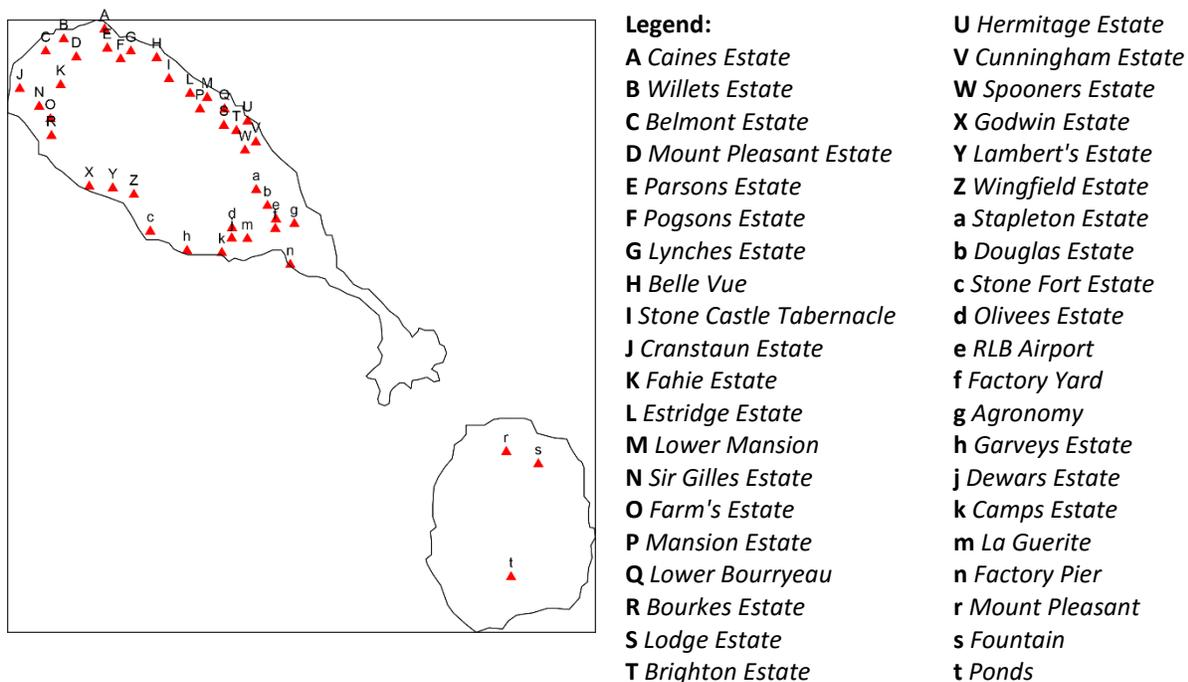 Legend:
A Caines Estate
B Willets Estate
C Belmont Estate
D Mount Pleasant Estate
E Parsons Estate
F Pogsons Estate
G Lynches Estate
H Belle Vue
I Stone Castle Tabernacle
J Cranstaun Estate
K Fahie Estate
L Estridge Estate
M Lower Mansion
N Sir Gilles Estate
O Farm's Estate
P Mansion Estate
Q Lower Bourryeau
R Bourkes Estate
S Lodge Estate
T Brighton Estate
U Hermitage Estate
V Cunningham Estate
W Spooners Estate
X Godwin Estate
Y Lambert's Estate
Z Wingfield Estate
a Stapleton Estate
b Douglas Estate
c Stone Fort Estate
d Olivees Estate
e RLB Airport
f Factory Yard
g Agronomy
h Garveys Estate
j Dewars Estate
k Camps Estate
m La Guerite
n Factory Pier
r Mount Pleasant
s Fountain
t Ponds
A
B
C
D
E
F
G
H
I
J
K
L
M
N
O
P
Q
R
S
T
U
V
W
X
Y
Z
a
b
c
d
e
f
g
h
j
k
m
n
r
s
t